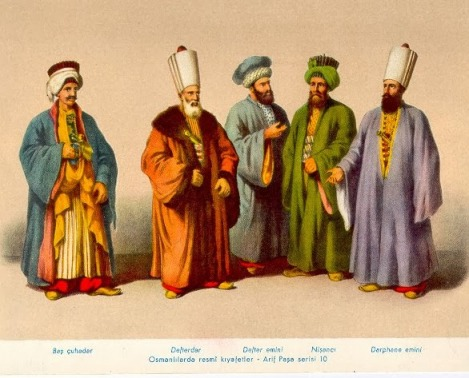 Baş çuhadar Defterdar Defter emini Nişancı Darphane emini
Osmanlılarda resmî kıyafetler - Arif Paşa serisi 10